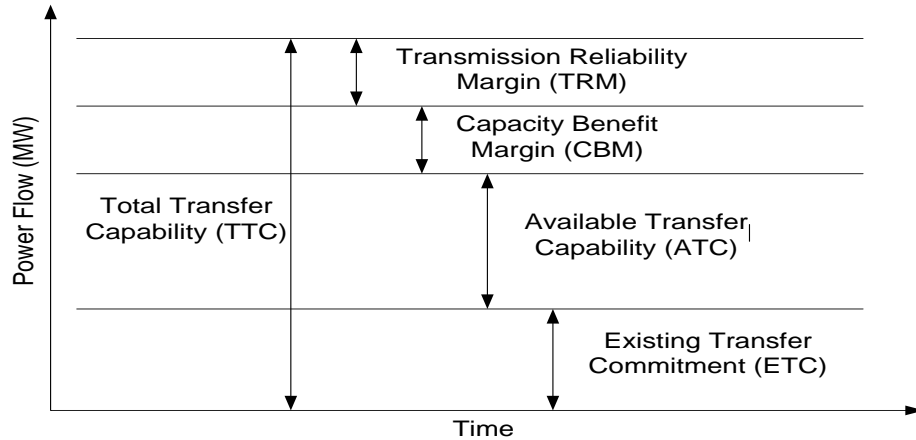 Transmission Reliability
Margin (TRM)
Capacity Benefit
Margin (CBM)
Total Transfer
Capability (TTC)
Available Transfer
Capability (ATC)
Existing Transfer
Commitment (ETC)
Power Flow (MW)
Time